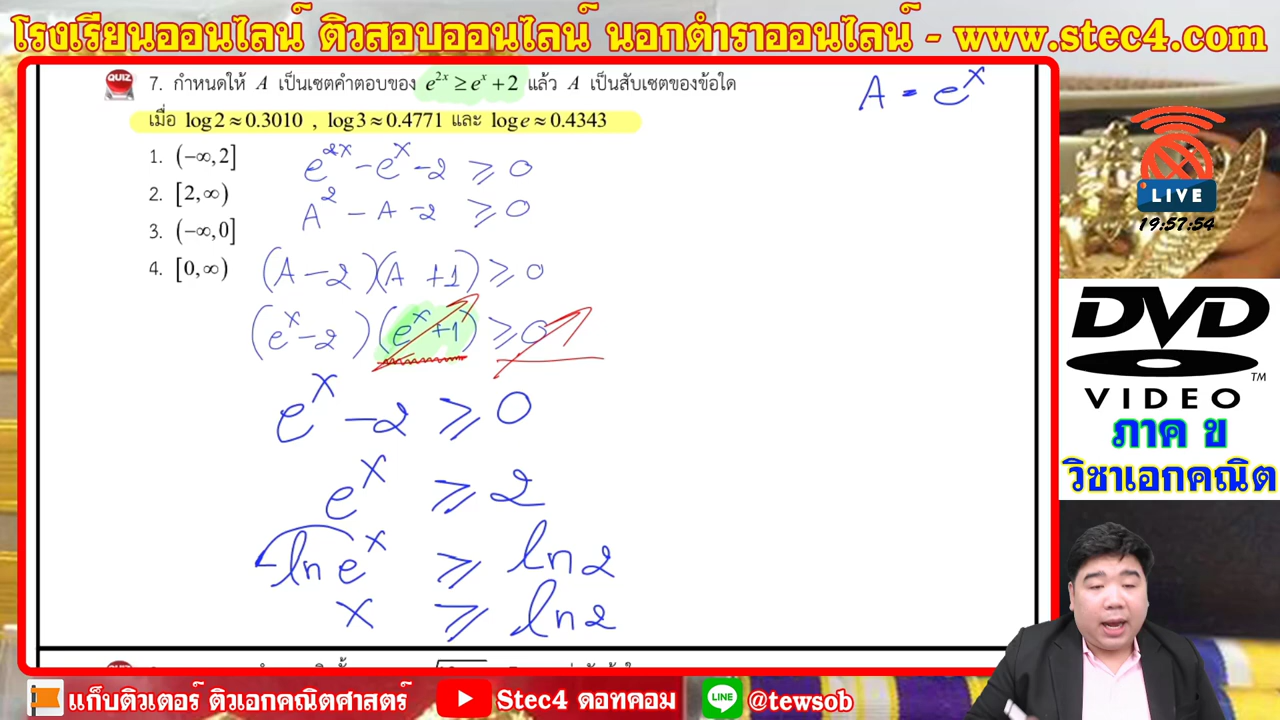 โรงเรียนออนไลน์ ติวสอบออนไลน์ นอกตำราออนไลน์ - www.stec4.com
QUIZ 7. กำหนดให้ A เป็นเซตคำตอบของ e^{2x} ≥ e^x + 2 แล้ว A เป็นสับเซตของข้อใด
เมื่อ log 2 ≈ 0.3010 , log 3 ≈ 0.4771 และ log e ≈ 0.4343
1. (−∞, 2]
2. [2, ∞)
3. (−∞, 0]
4. [0, ∞)
A = e^x
e^{2x} - e^x - 2 ≥ 0
A^2 - A - 2 ≥ 0
(A - 2)(A + 1) ≥ 0
(e^x - 2)(e^x + 1) ≥ 0
e^x - 2 ≥ 0
e^x ≥ 2
ln e^x ≥ ln 2
x ≥ ln 2
LIVE
19:57:54
DVD
VIDEO™
ภาค ข
วิชาเอกคณิต
แก๊บติวเตอร์ ติวเอกคณิตศาสตร์
Stec4 ดอทคอม
LINE @tewsob